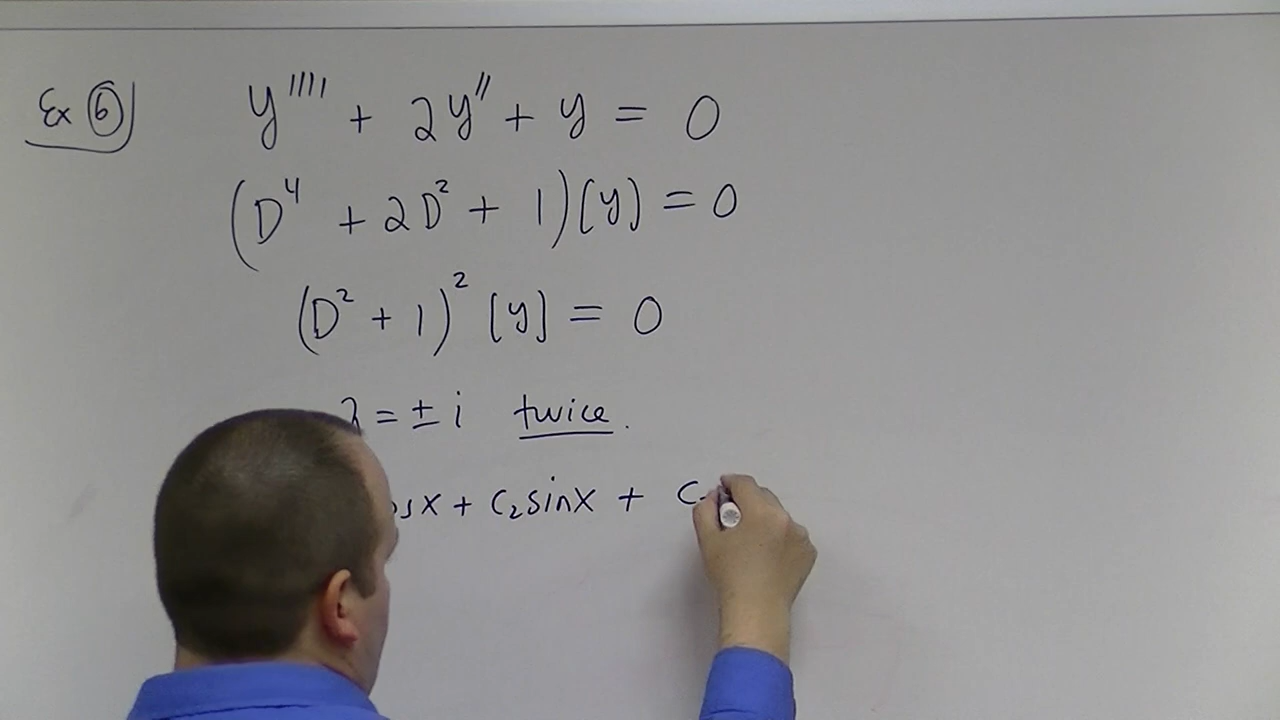 Ex ⑥ y'''' + 2y'' + y = 0
(D⁴ + 2D² + 1)[y] = 0
(D² + 1)² [y] = 0
λ = ± i twice.
x + c₂sinx + c